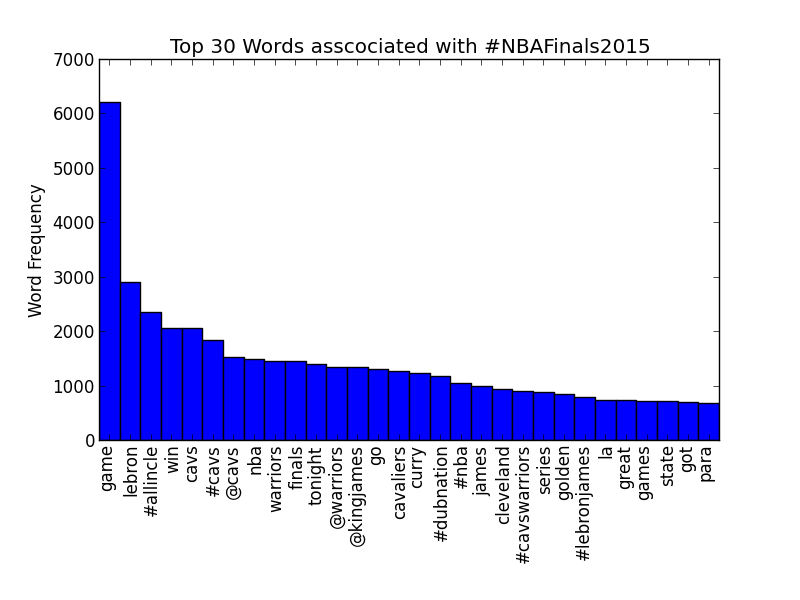 Top 30 Words asscociated with #NBAFinals2015
7000
6000
5000
4000
3000
2000
1000
0
Word Frequency
game
lebron
#allincle
win
cavs
#cavs
@cavs
nba
warriors
finals
tonight
@warriors
@kingjames
go
cavaliers
curry
#dubnation
#nba
james
cleveland
#cavswarriors
series
golden
#lebronjames
la
great
games
state
got
para